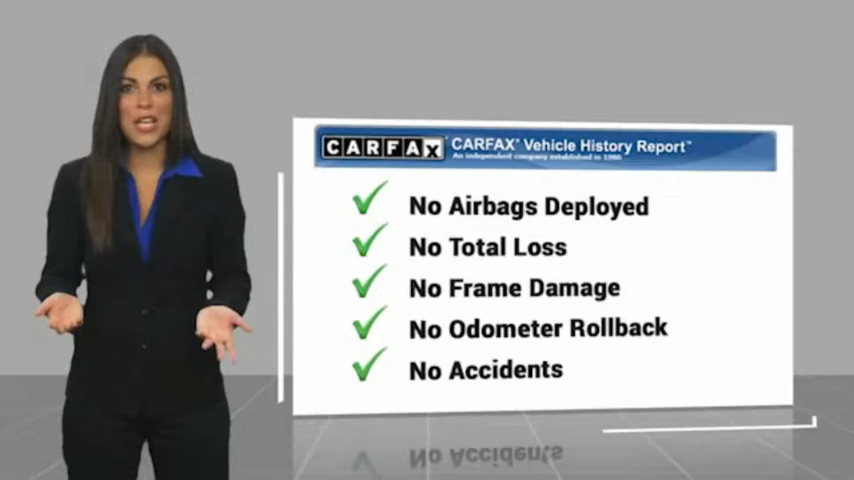 CARFAX CARFAX™ Vehicle History Report™
An independent company established in 1986
No Airbags Deployed
No Total Loss
No Frame Damage
No Odometer Rollback
No Accidents
No Accidents